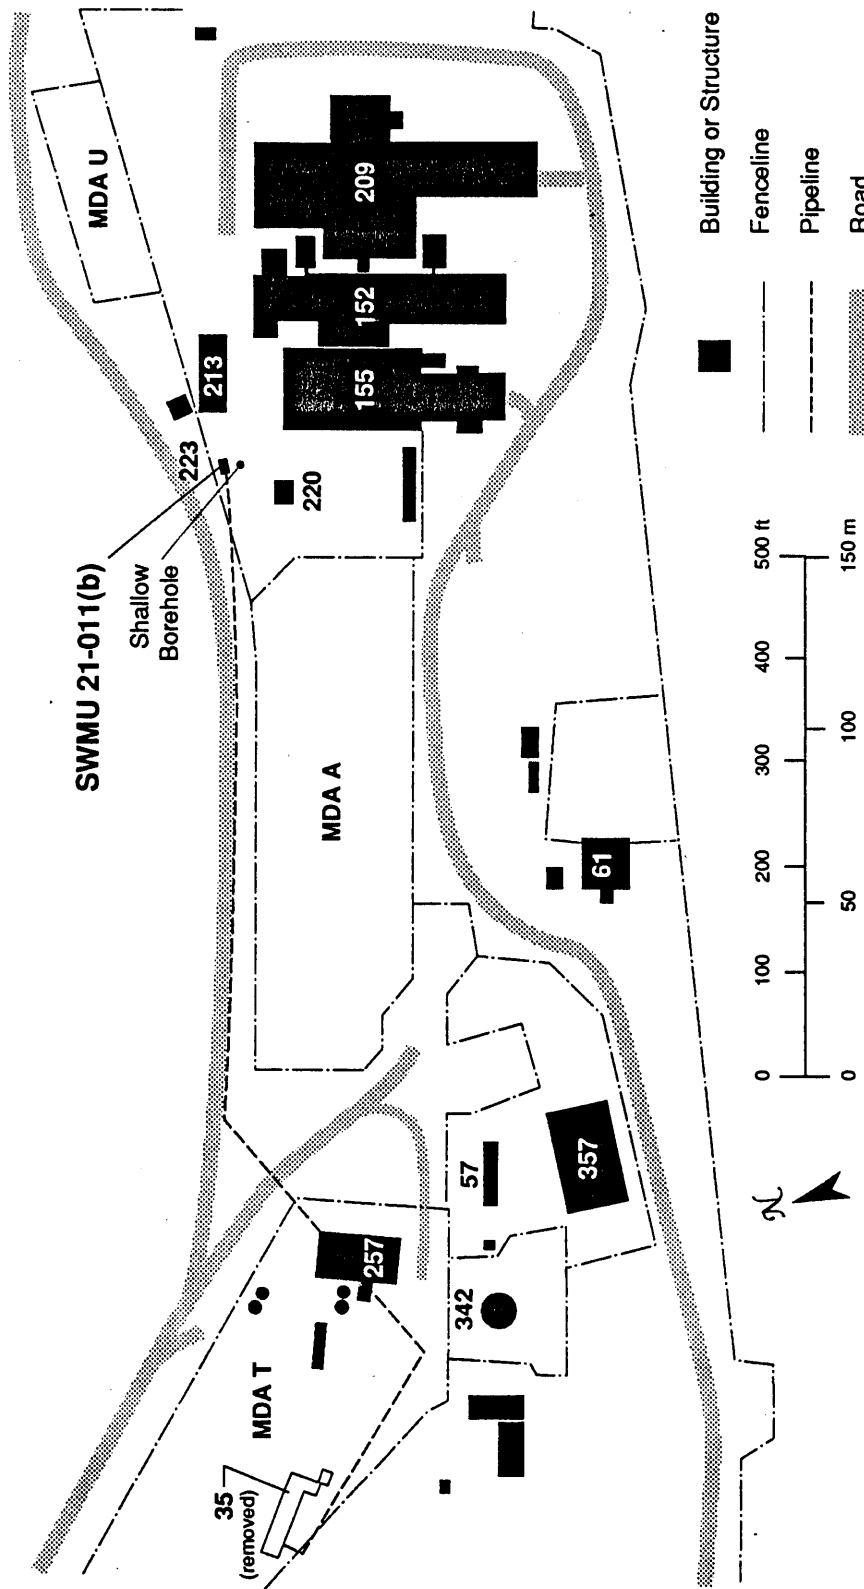 MDA U
209
152
155
213
223
220
SWMU 21-011(b)
Shallow
Borehole
MDA A
61
57
357
257
342
MDA T
35
(removed)
N
0 100 200 300 400 500 ft
0 50 100 150 m
Building or Structure
Fenceline
Pipeline
Road